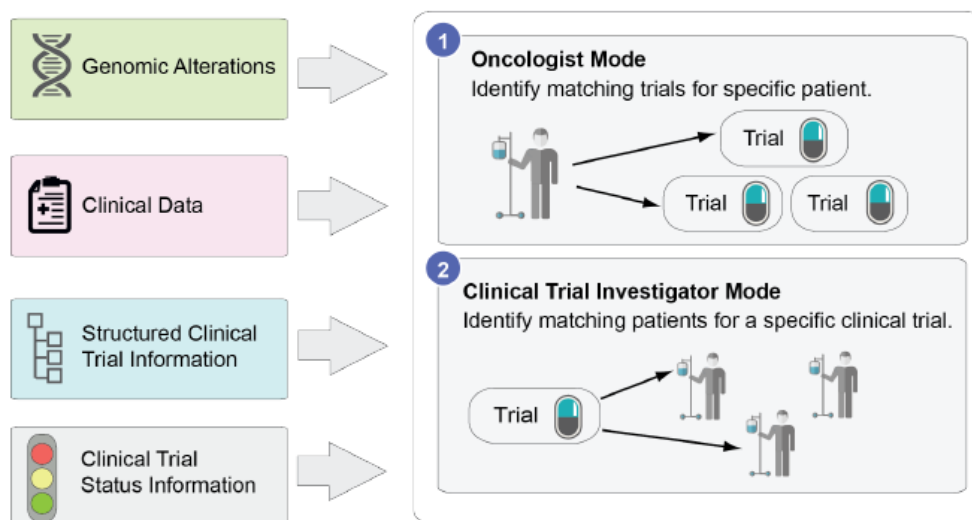 Genomic Alterations
Clinical Data
Structured Clinical
Trial Information
Clinical Trial
Status Information
1
Oncologist Mode
Identify matching trials for specific patient.
Trial
Trial
Trial
2
Clinical Trial Investigator Mode
Identify matching patients for a specific clinical trial.
Trial